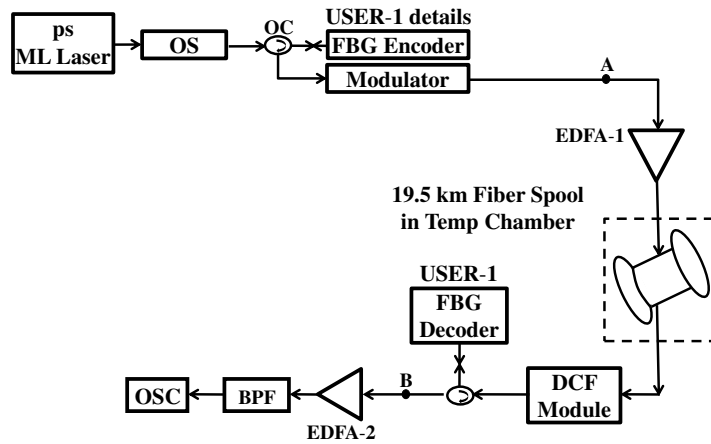 ps
ML Laser
OS
OC
USER-1 details
FBG Encoder
Modulator
A
EDFA-1
19.5 km Fiber Spool
in Temp Chamber
USER-1
FBG
Decoder
OSC
BPF
EDFA-2
B
DCF
Module